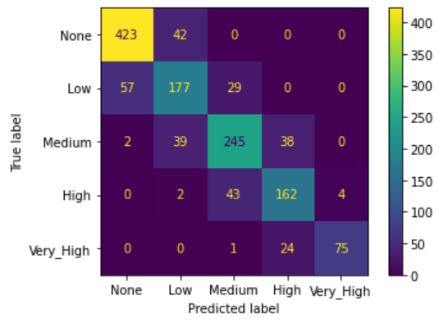 None 423 42 0 0 0
Low 57 177 29 0 0
Medium 2 39 245 38 0
High 0 2 43 162 4
Very_High 0 0 1 24 75
None Low Medium High Very_High
Predicted label
True label
400
350
300
250
200
150
100
50
0